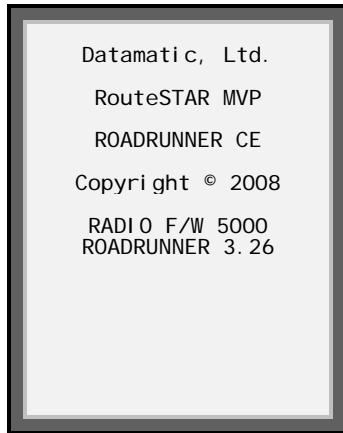 Datamatic, Ltd.
RouteSTAR MVP
ROADRUNNER CE
Copyright © 2008
RADIO F/W 5000
ROADRUNNER 3.26